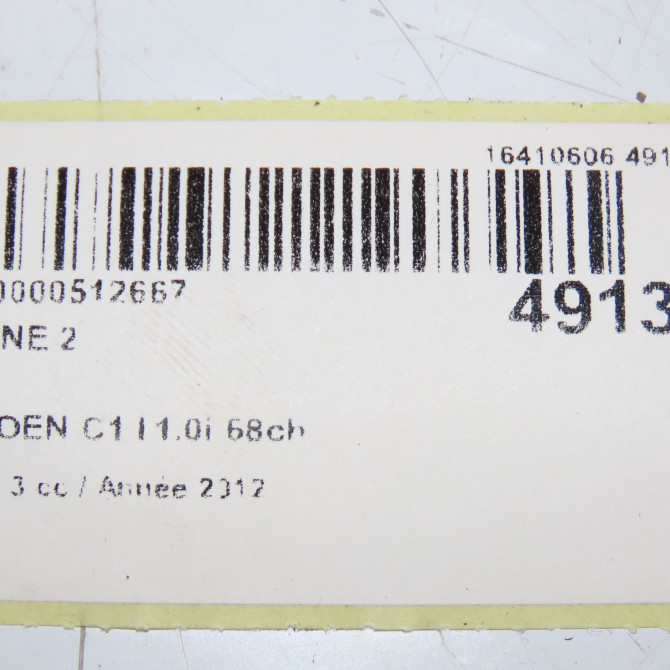 16410606 491
0000512667
4913
NE 2
OEN C1 I 1.0i 68ch
3 cc / Année 2012